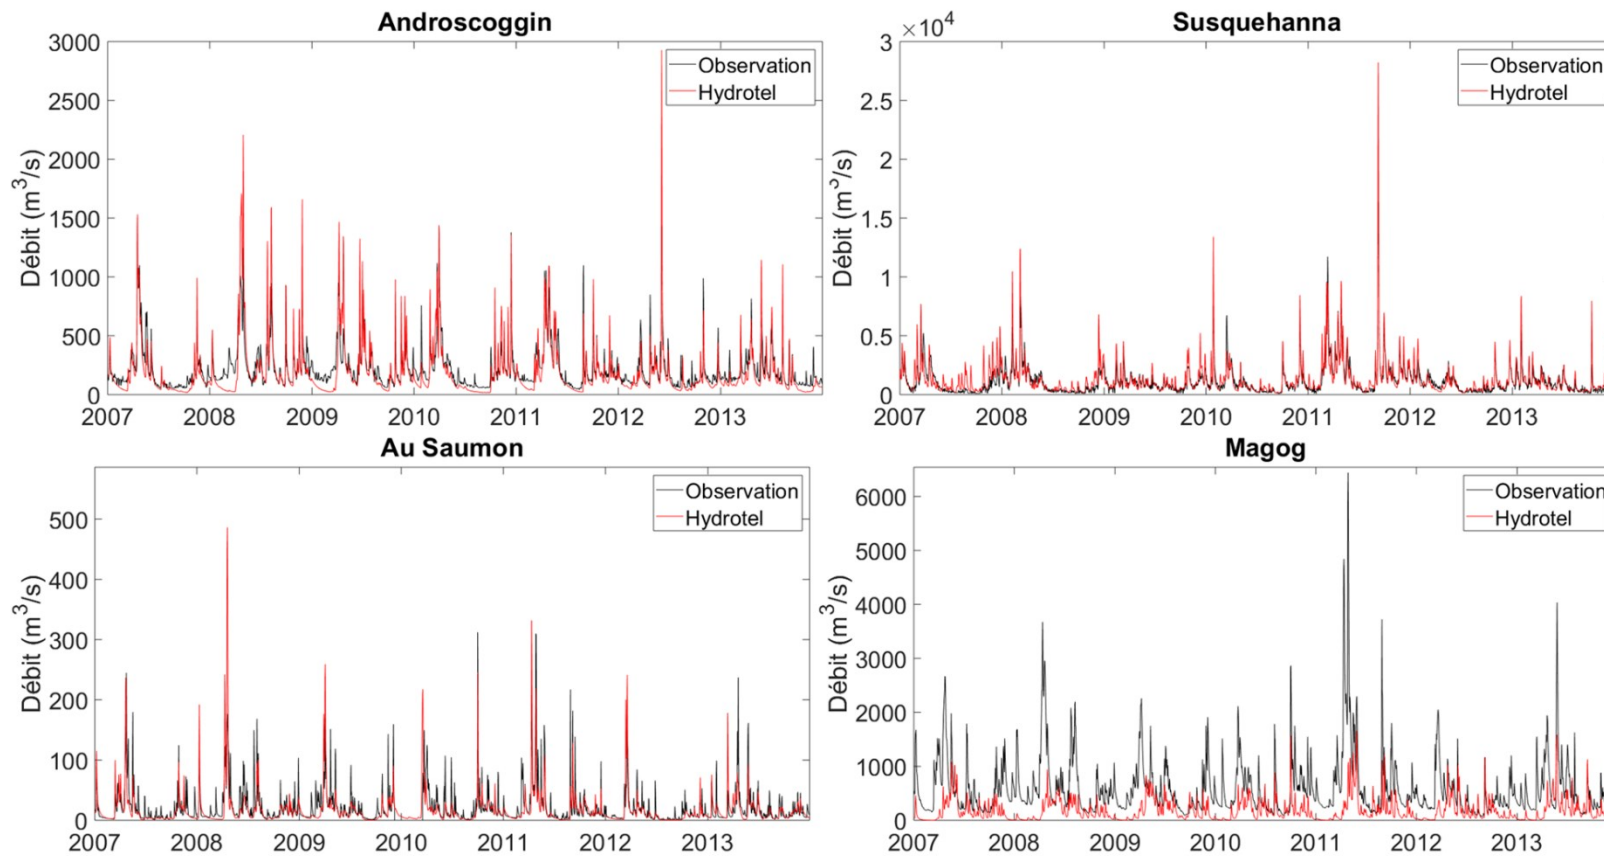 Androscoggin
3000
2500
2000
1500
1000
500
0
Débit (m³/s)
2007 2008 2009 2010 2011 2012 2013
Observation
Hydrotel
Susquehanna
×10⁴
3
2.5
2
1.5
1
0.5
0
Débit (m³/s)
2007 2008 2009 2010 2011 2012 2013
Observation
Hydrotel
Au Saumon
500
400
300
200
100
0
Débit (m³/s)
2007 2008 2009 2010 2011 2012 2013
Observation
Hydrotel
Magog
6000
5000
4000
3000
2000
1000
0
Débit (m³/s)
2007 2008 2009 2010 2011 2012 2013
Observation
Hydrotel